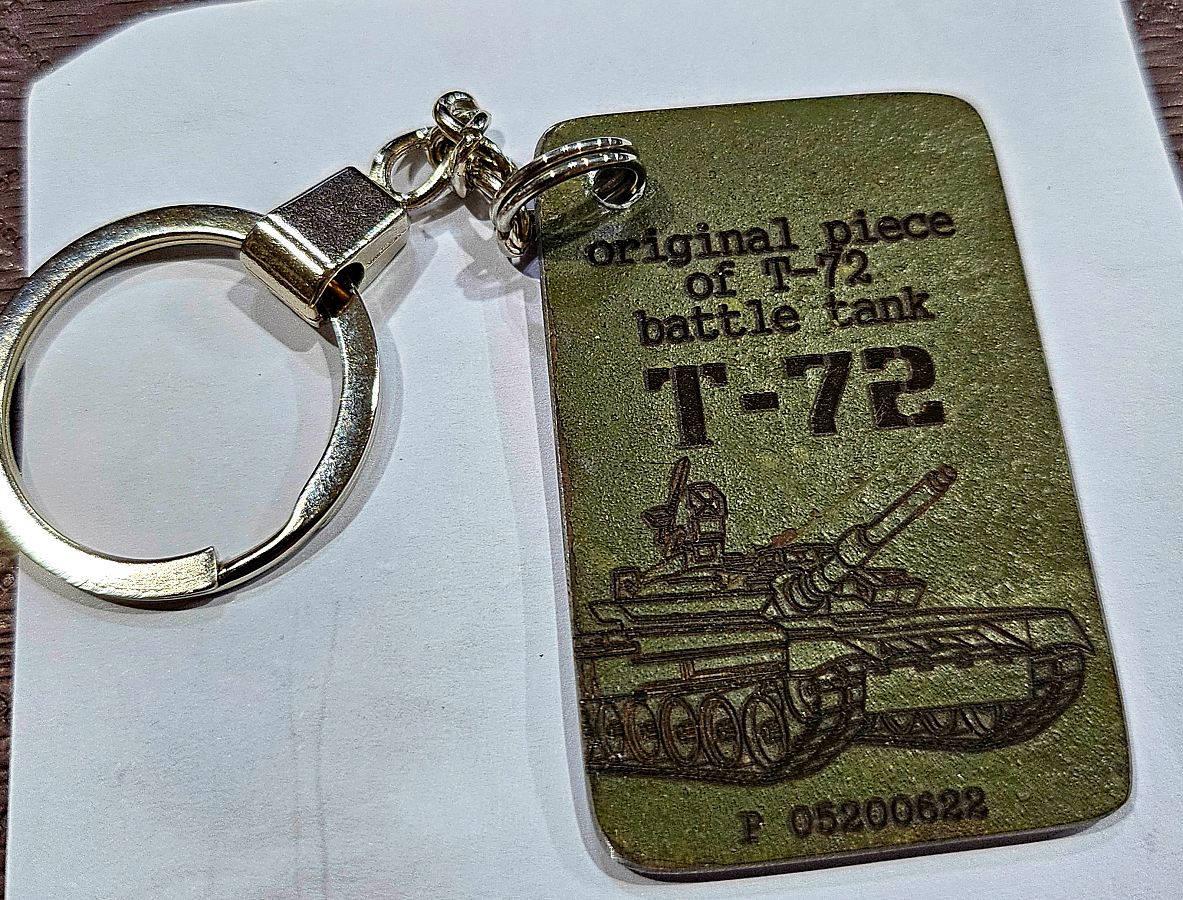 original piece
of T-72
battle tank
T-72
P 05200622